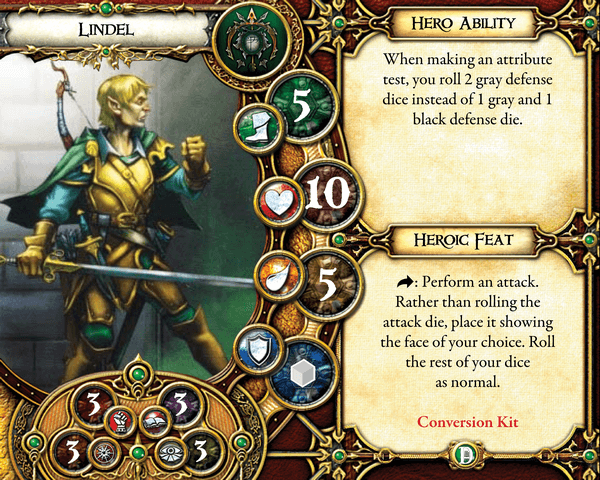 Lindel
5
10
5
3
3
3
3
Hero Ability
When making an attribute
test, you roll 2 gray defense
dice instead of 1 gray and 1
black defense die.
Heroic Feat
: Perform an attack.
Rather than rolling the
attack die, place it showing
the face of your choice. Roll
the rest of your dice
as normal.
Conversion Kit
D